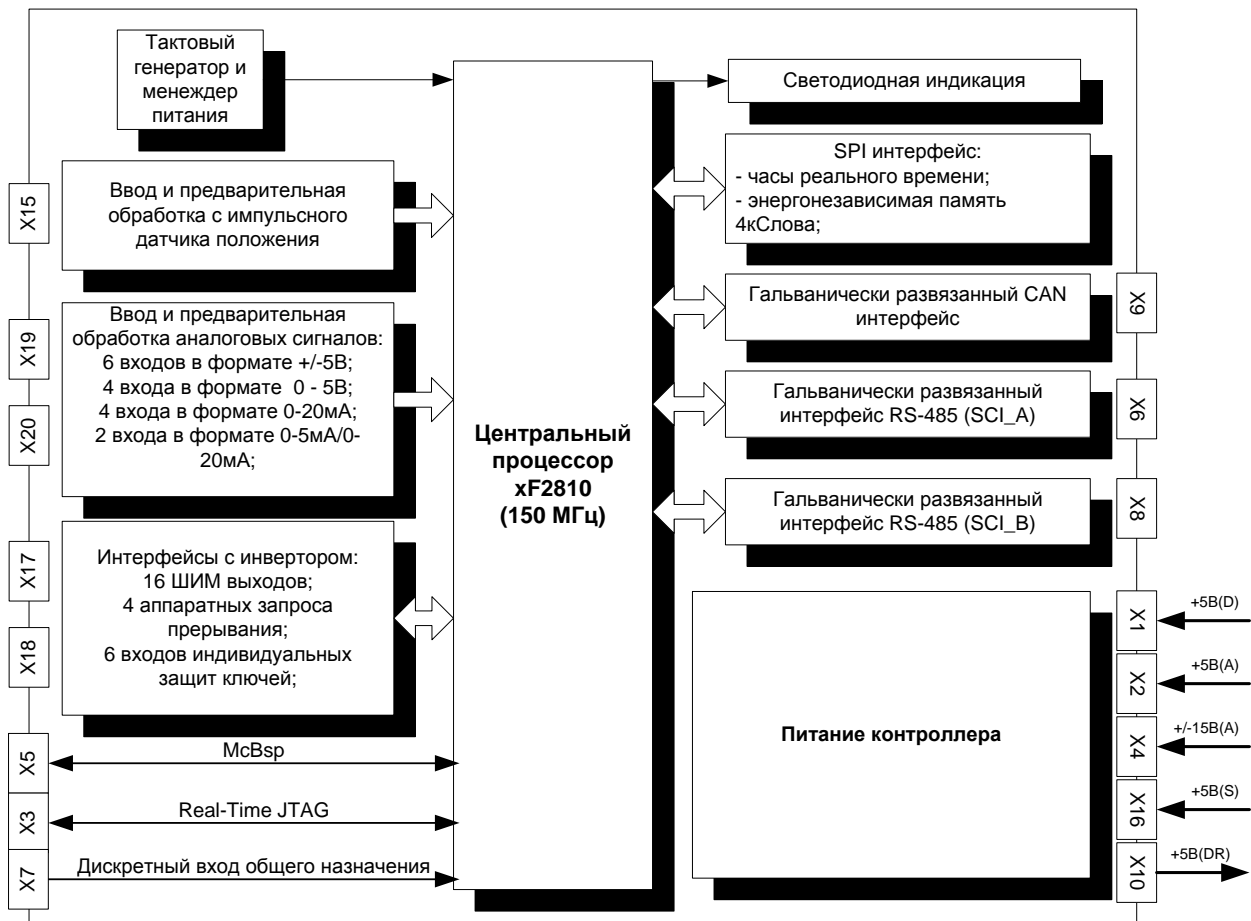 Тактовый
генератор и
менеждер
питания
Светодиодная индикация
SPI интерфейс:
- часы реального времени;
- энергонезависимая память
4кСлова;
X15
Ввод и предварительная
обработка с импульсного
датчика положения
X19
X20
Ввод и предварительная
обработка аналоговых сигналов:
6 входов в формате +/-5В;
4 входа в формате 0 - 5В;
4 входа в формате 0-20мА;
2 входа в формате 0-5мА/0-
20мА;
Центральный
процессор
xF2810
(150 МГц)
Гальванически развязанный CAN
интерфейс
X9
Гальванически развязанный
интерфейс RS-485 (SCI_A)
X6
Гальванически развязанный
интерфейс RS-485 (SCI_B)
X8
X17
X18
Интерфейсы с инвертором:
16 ШИМ выходов;
4 аппаратных запроса
прерывания;
6 входов индивидуальных
защит ключей;
X5
McBsp
X3
Real-Time JTAG
X7
Дискретный вход общего назначения
Питание контроллера
X1
+5В(D)
X2
+5В(A)
X4
+/-15В(A)
X16
+5В(S)
X10
+5В(DR)